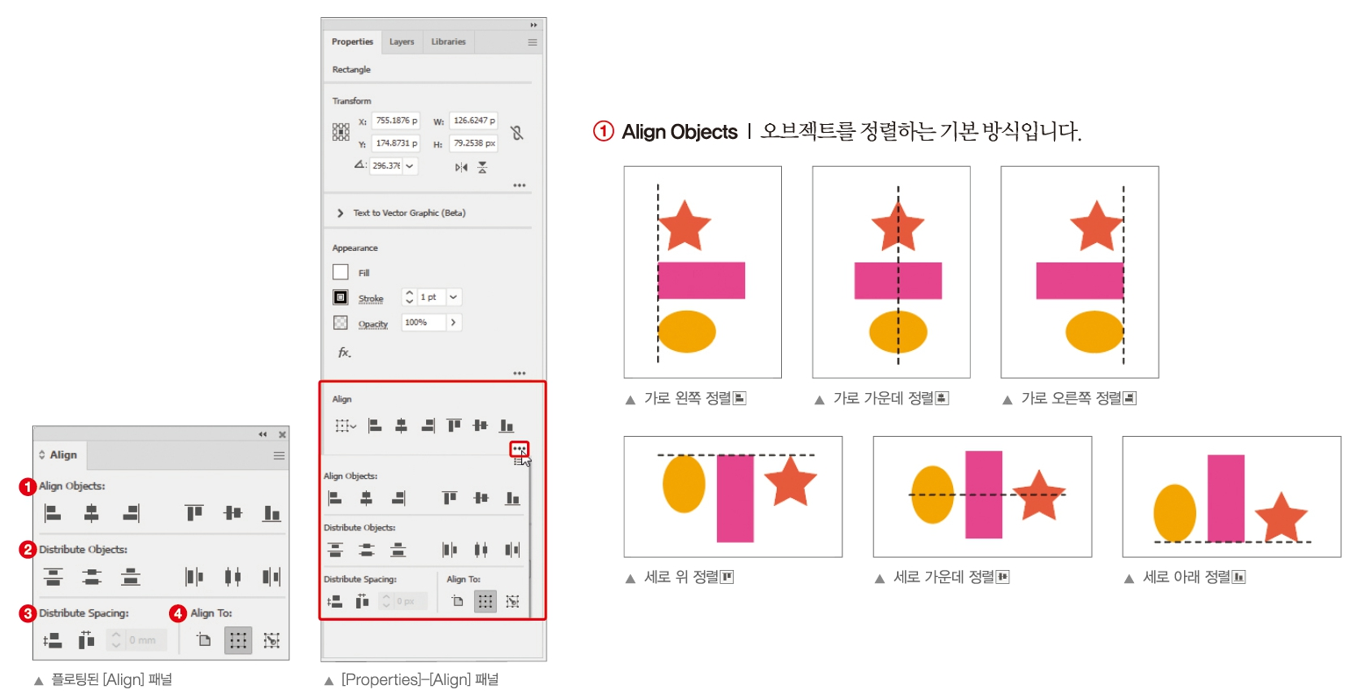 Properties Layers Libraries
Rectangle
Transform
X: 755.1876 p W: 126.6247 p
Y: 174.8731 p H: 79.2538 px
296.376
Text to Vector Graphic (Beta)
Appearance
Fill
Stroke 1 pt
Opacity 100%
fx.
Align
Align Objects:
Distribute Objects:
Distribute Spacing: Align To:
0 px
▲ [Properties]–[Align] 패널
Align
1 Align Objects:
2 Distribute Objects:
3 Distribute Spacing: 4 Align To:
0 mm
▲ 플로팅된 [Align] 패널
① Align Objects | 오브젝트를 정렬하는 기본 방식입니다.
▲ 가로 왼쪽 정렬
▲ 가로 가운데 정렬
▲ 가로 오른쪽 정렬
▲ 세로 위 정렬
▲ 세로 가운데 정렬
▲ 세로 아래 정렬